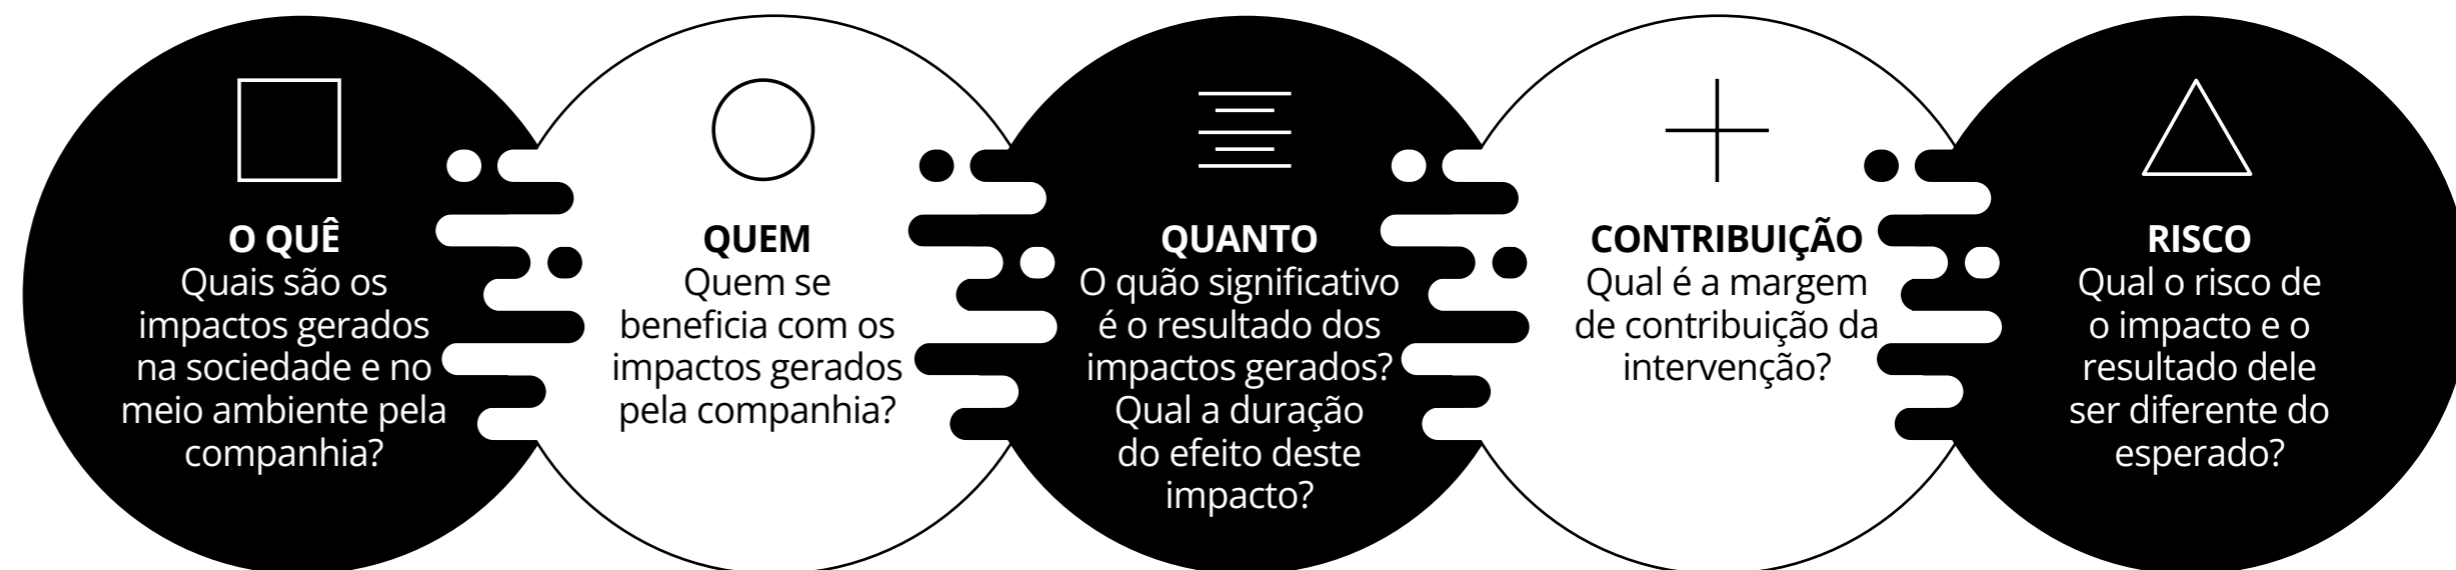 O QUÊ
Quais são os
impactos gerados
na sociedade e no
meio ambiente pela
companhia?
QUEM
Quem se
beneficia com os
impactos gerados
pela companhia?
QUANTO
O quão significativo
é o resultado dos
impactos gerados?
Qual a duração
do efeito deste
impacto?
CONTRIBUIÇÃO
Qual é a margem
de contribuição da
intervenção?
RISCO
Qual o risco de
o impacto e o
resultado dele
ser diferente do
esperado?